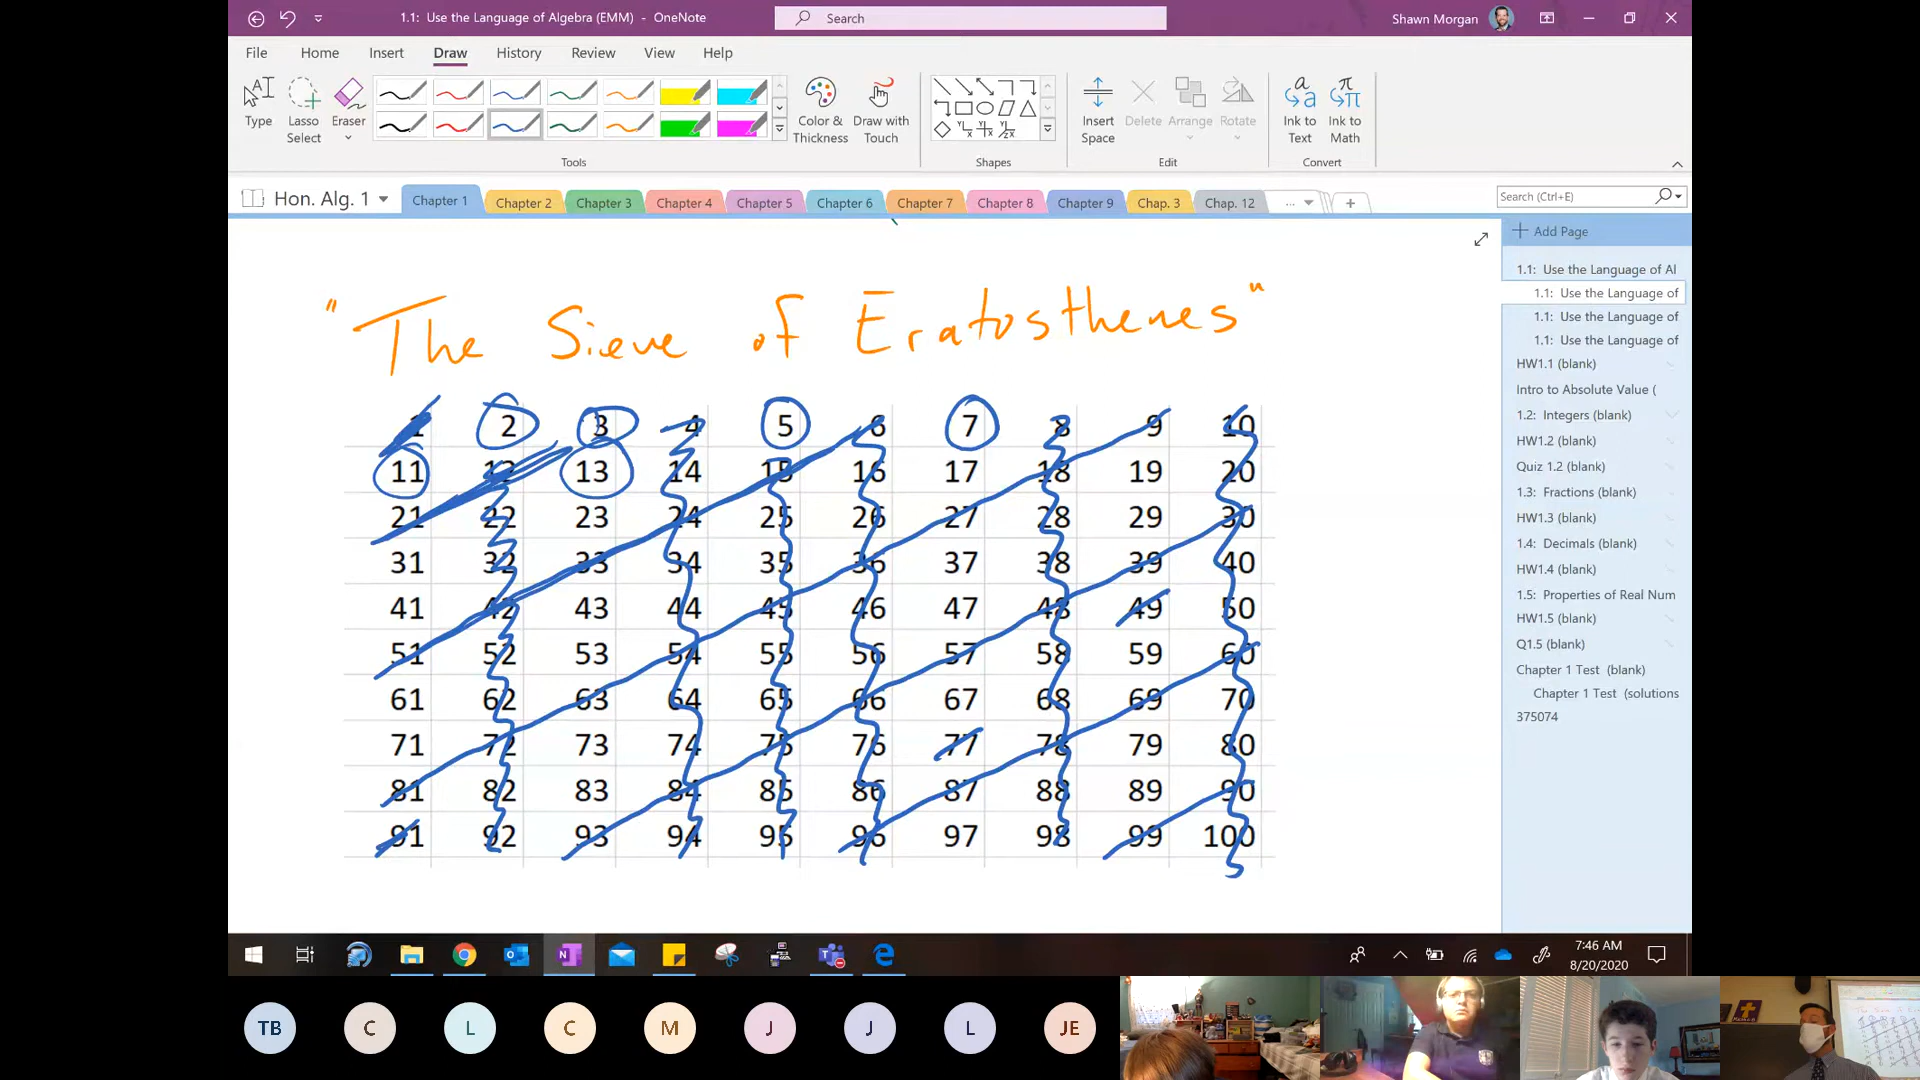 1.1: Use the Language of Algebra (EMM) - OneNote
Search
Shawn Morgan
File Home Insert Draw History Review View Help
Type
Lasso Select
Eraser
Color & Thickness
Draw with Touch
Insert Space
Delete
Arrange
Rotate
Ink to Text
Ink to Math
Tools Shapes Edit Convert
Hon. Alg. 1
Chapter 1 Chapter 2 Chapter 3 Chapter 4 Chapter 5 Chapter 6 Chapter 7 Chapter 8 Chapter 9 Chap. 3 Chap. 12 ...
Search (Ctrl+E)
Add Page
1.1: Use the Language of Al
1.1: Use the Language of
1.1: Use the Language of
1.1: Use the Language of
HW1.1 (blank)
Intro to Absolute Value (
1.2: Integers (blank)
HW1.2 (blank)
Quiz 1.2 (blank)
1.3: Fractions (blank)
HW1.3 (blank)
1.4: Decimals (blank)
HW1.4 (blank)
1.5: Properties of Real Num
HW1.5 (blank)
Q1.5 (blank)
Chapter 1 Test (blank)
Chapter 1 Test (solutions
375074
"The Sieve of Eratosthenes"
1 2 3 4 5 6 7 8 9 10
11 12 13 14 15 16 17 18 19 20
21 22 23 24 25 26 27 28 29 30
31 32 33 34 35 36 37 38 39 40
41 42 43 44 45 46 47 48 49 50
51 52 53 54 55 56 57 58 59 60
61 62 63 64 65 66 67 68 69 70
71 72 73 74 75 76 77 78 79 80
81 82 83 84 85 86 87 88 89 90
91 92 93 94 95 96 97 98 99 100
7:46 AM
8/20/2020
TB C L C M J J L JE